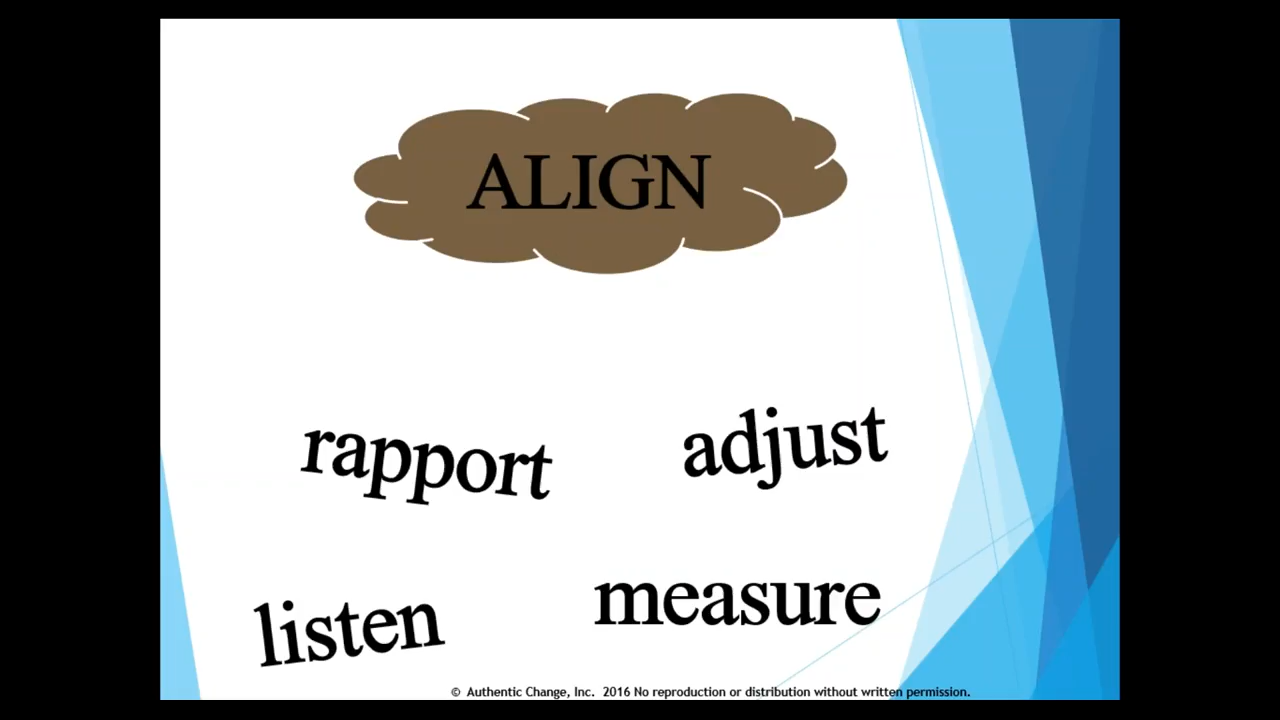 ALIGN
rapport
adjust
listen
measure
© Authentic Change, Inc. 2016 No reproduction or distribution without written permission.